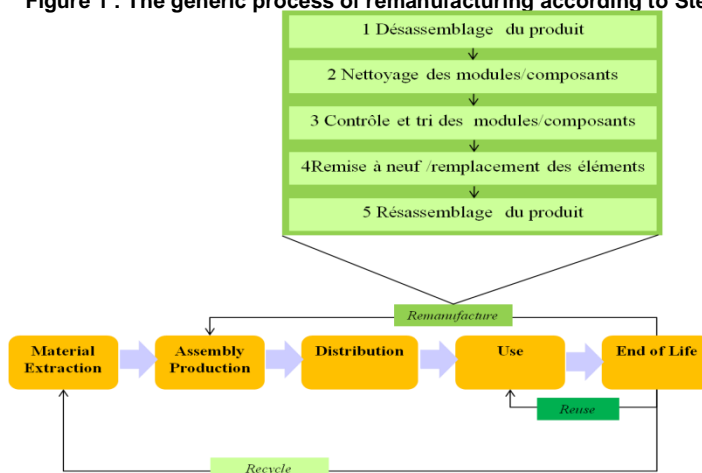 Figure 1 : The generic process of remanufacturing according to Ste
1 Désassemblage du produit
2 Nettoyage des modules/composants
3 Contrôle et tri des modules/composants
4Remise à neuf /remplacement des éléments
5 Résassemblage du produit
Remanufacture
Material
Extraction
Assembly
Production
Distribution
Use
End of Life
Reuse
Recycle